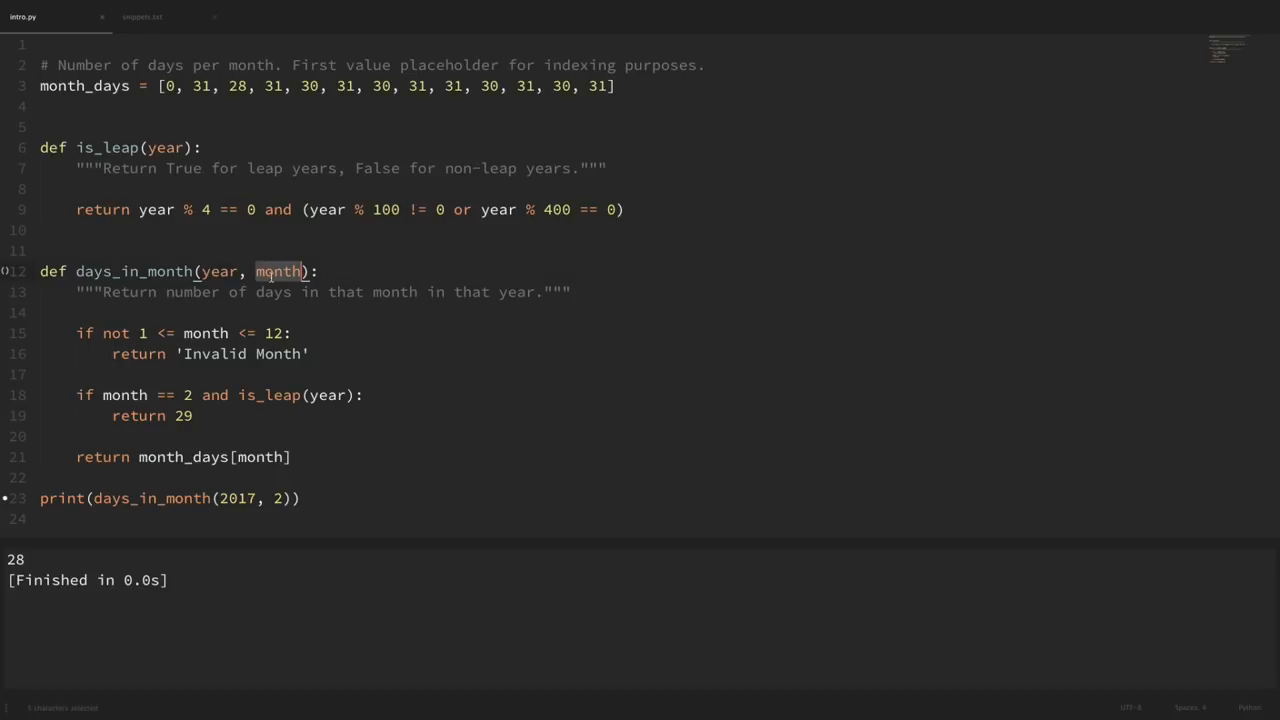 intro.py × snippets.txt ×
1
2 # Number of days per month. First value placeholder for indexing purposes.
3 month_days = [0, 31, 28, 31, 30, 31, 30, 31, 31, 30, 31, 30, 31]
4
5
6 def is_leap(year):
7     """Return True for leap years, False for non-leap years."""
8
9     return year % 4 == 0 and (year % 100 != 0 or year % 400 == 0)
10
11
() 12 def days_in_month(year, month):
13     """Return number of days in that month in that year."""
14
15     if not 1 <= month <= 12:
16         return 'Invalid Month'
17
18     if month == 2 and is_leap(year):
19         return 29
20
21     return month_days[month]
22
23 print(days_in_month(2017, 2))
24
28
[Finished in 0.0s]
5 characters selected UTF-8 Spaces: 4 Python